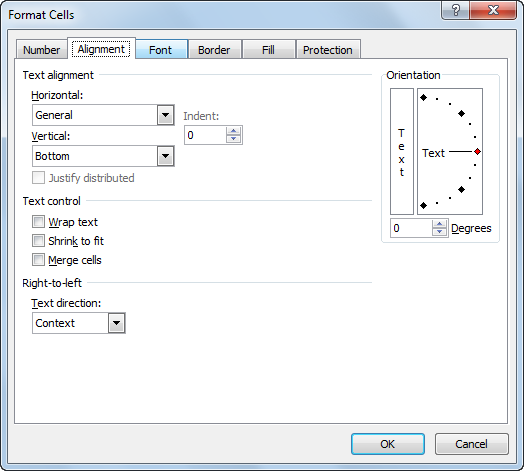 Format Cells
?
Number Alignment Font Border Fill Protection
Text alignment
Horizontal:
General
Indent:
0
Vertical:
Bottom
Justify distributed
Text control
Wrap text
Shrink to fit
Merge cells
Right-to-left
Text direction:
Context
Orientation
T
e
x
t
Text
0 Degrees
OK Cancel